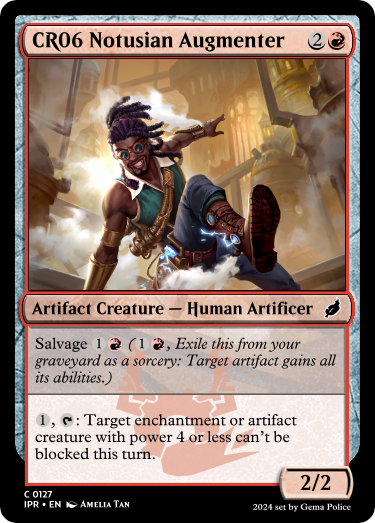 CR06 Notusian Augmenter 2
Artifact Creature — Human Artificer
Salvage 1 ( 1 , Exile this from your
graveyard as a sorcery: Target artifact gains all
its abilities.)
1 , : Target enchantment or artifact
creature with power 4 or less can't be
blocked this turn.
2/2
C 0127
IPR • EN Amelia Tan
2024 set by Gema Police